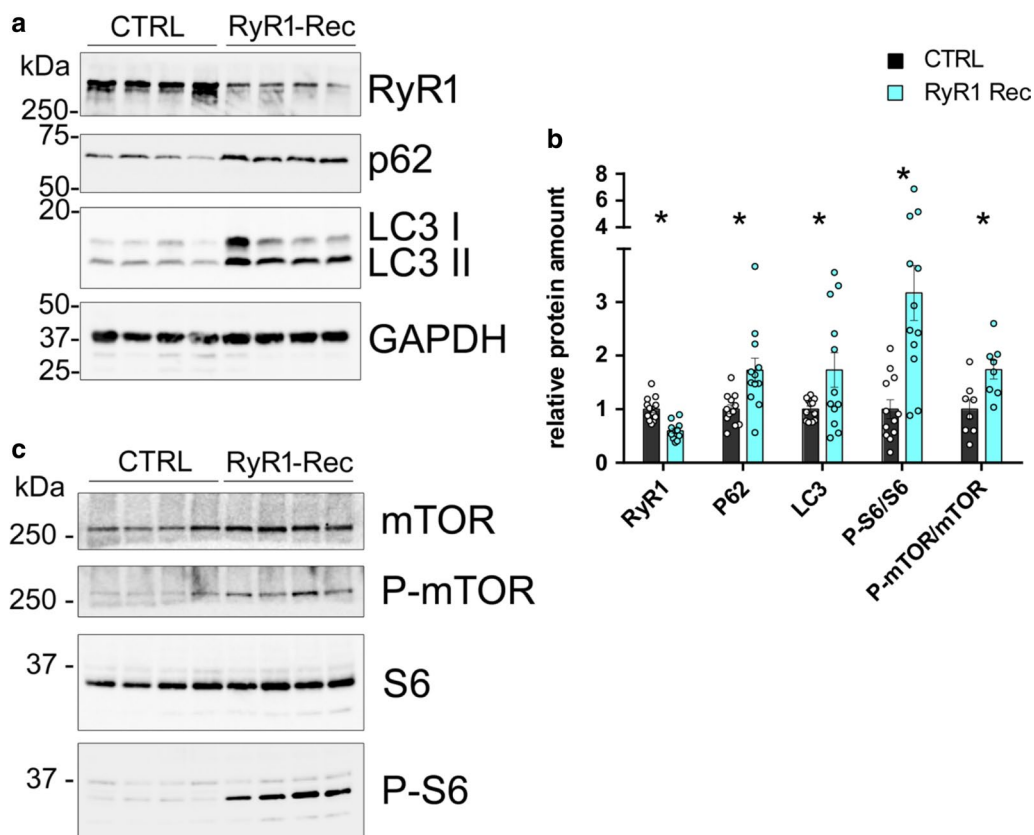 a
CTRL RyR1-Rec
kDa
250- RyR1
75-
p62
50-
20-
LC3 I
LC3 II
50-
37- GAPDH
25-
CTRL
RyR1 Rec
b
relative protein amount
8
6
4
3
2
1
0
* * * * *
RyR1 P62 LC3 P-S6/S6 P-mTOR/mTOR
c
CTRL RyR1-Rec
kDa
250 - mTOR
250 - P-mTOR
37 -
S6
37 -
P-S6